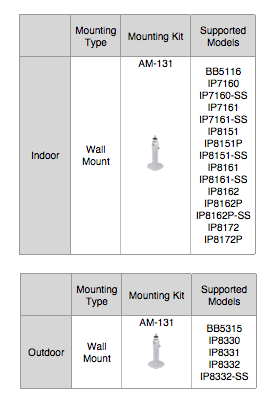 Mounting Type
Mounting Kit
Supported Models
Indoor
Wall Mount
AM-131
BB5116
IP7160
IP7160-SS
IP7161
IP7161-SS
IP8151
IP8151P
IP8151-SS
IP8161
IP8161-SS
IP8162
IP8162P
IP8162P-SS
IP8172
IP8172P
Mounting Type
Mounting Kit
Supported Models
Outdoor
Wall Mount
AM-131
BB5315
IP8330
IP8331
IP8332
IP8332-SS